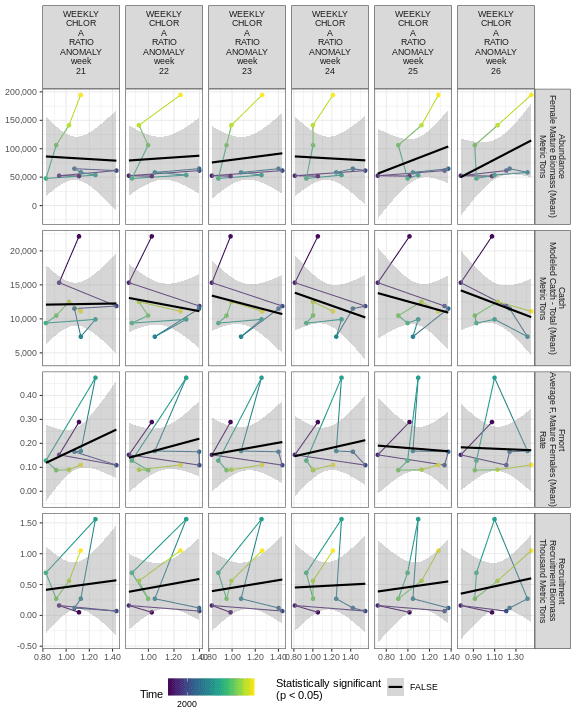 WEEKLY
CHLOR
A
RATIO
ANOMALY
week
21
WEEKLY
CHLOR
A
RATIO
ANOMALY
week
22
WEEKLY
CHLOR
A
RATIO
ANOMALY
week
23
WEEKLY
CHLOR
A
RATIO
ANOMALY
week
24
WEEKLY
CHLOR
A
RATIO
ANOMALY
week
25
WEEKLY
CHLOR
A
RATIO
ANOMALY
week
26
200,000
150,000
100,000
50,000
0
Abundance
Female Mature Biomass (Mean)
Metric Tons
20,000
15,000
10,000
5,000
Catch
Modeled Catch - Total (Mean)
Metric Tons
0.40
0.30
0.20
0.10
0.00
Fmort
Average F, Mature Females (Mean)
Rate
1.50
1.00
0.50
0.00
-0.50
Recruitment
Recruitment Biomass
Thousand Metric Tons
0.80 1.00 1.20 1.40
1.00 1.20 1.40
0.80 1.00 1.20 1.40
0.80 1.00 1.20 1.40
0.80 1.00 1.20 1.40
0.90 1.10 1.30
Time
2000
Statistically significant
(p < 0.05)
FALSE